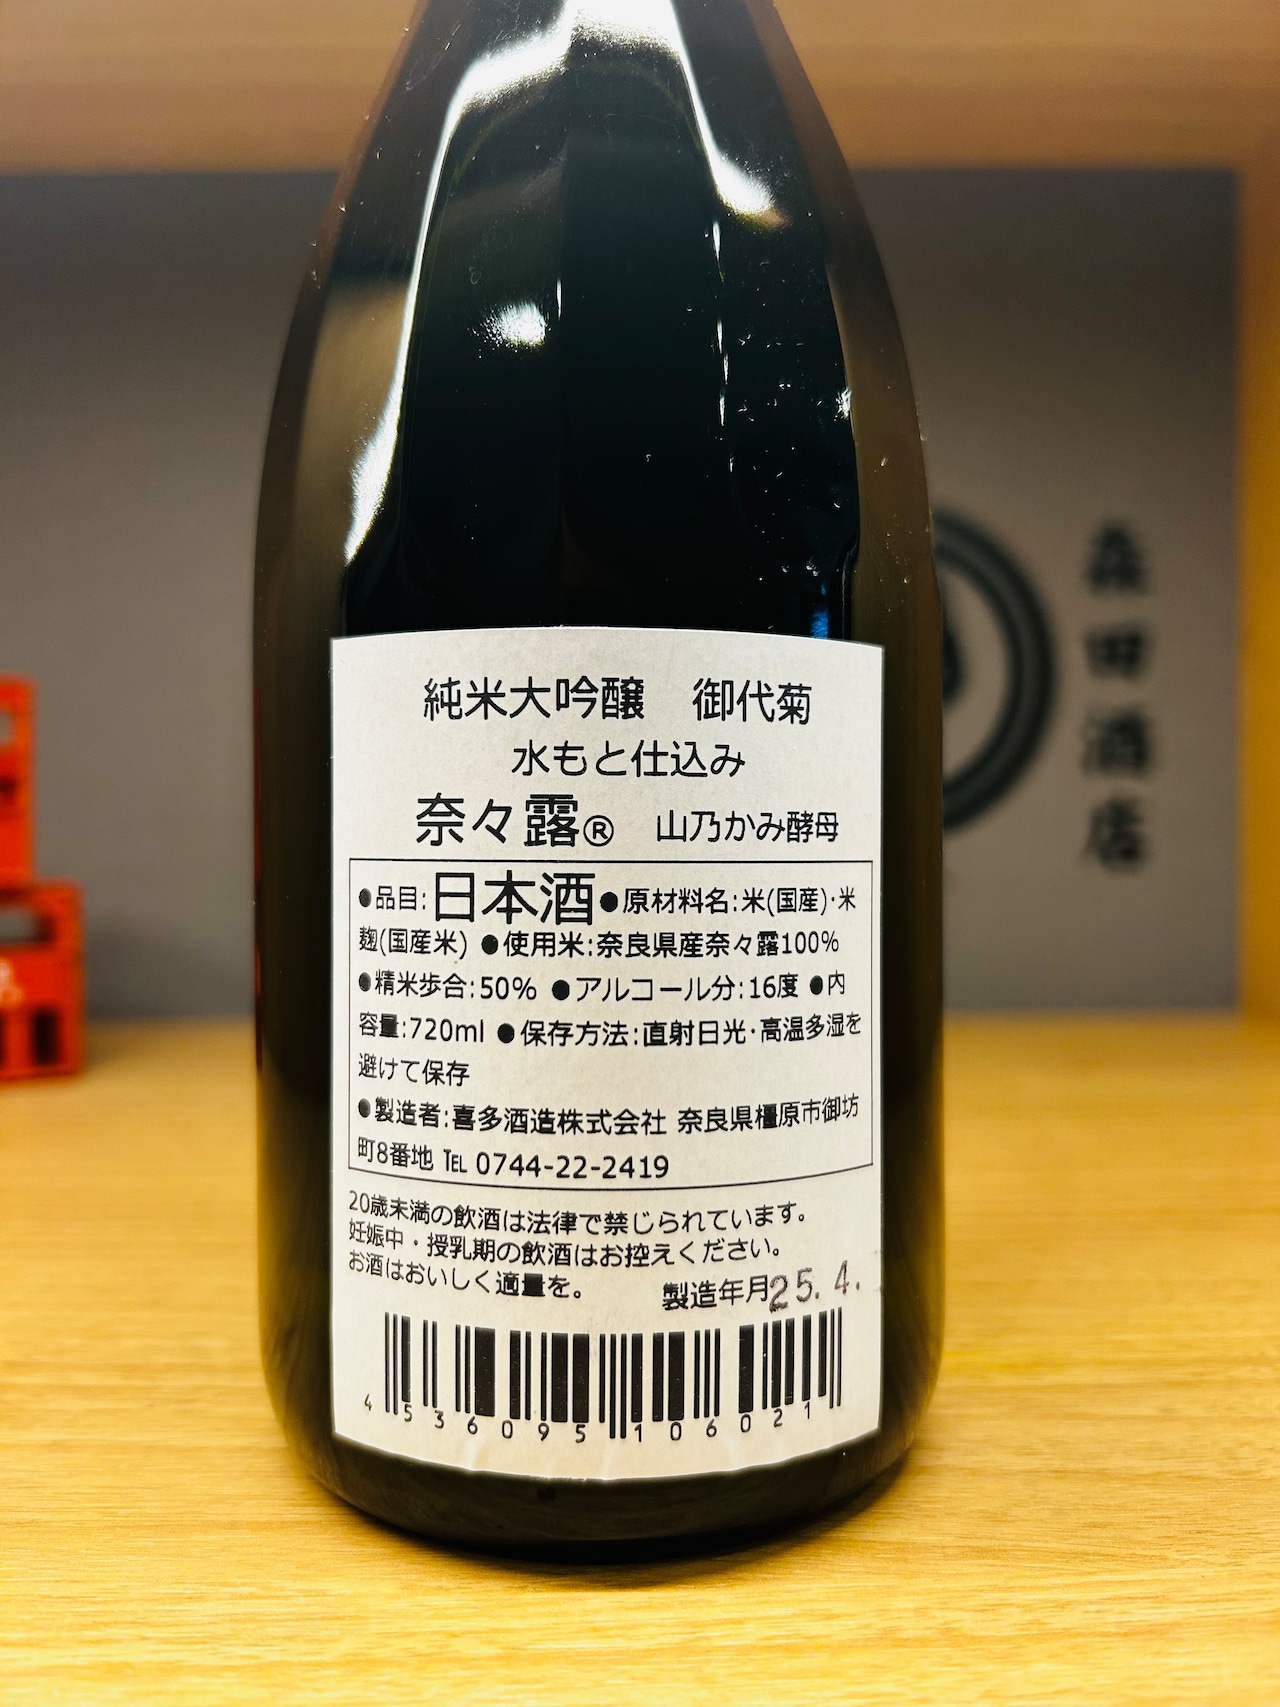 純米大吟醸 御代菊
水もと仕込み
奈々露® 山乃かみ酵母
●品目:日本酒●原材料名:米(国産)・米
麹(国産米) ●使用米:奈良県産奈々露100%
●精米歩合:50% ●アルコール分:16度 ●内
容量:720ml ●保存方法:直射日光・高温多湿を
避けて保存
●製造者:喜多酒造株式会社 奈良県橿原市御坊
町8番地 ℡ 0744-22-2419
20歳未満の飲酒は法律で禁じられています。
妊娠中・授乳期の飲酒はお控えください。
お酒はおいしく適量を。
製造年月25.4.
4536095106021
森田酒店